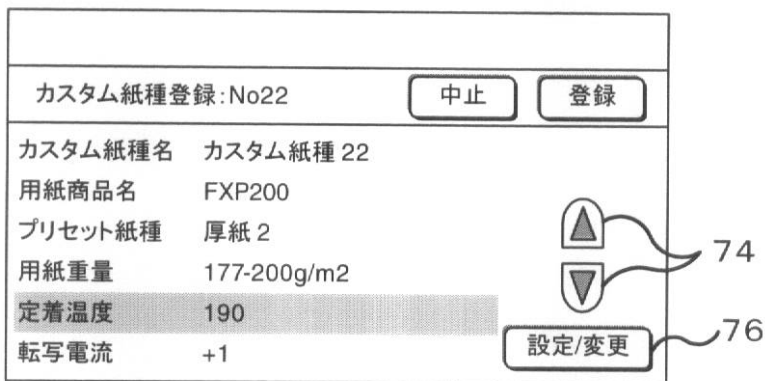 カスタム紙種登録:No22 中止 登録
カスタム紙種名 カスタム紙種 22
用紙商品名 FXP200
プリセット紙種 厚紙 2
用紙重量 177-200g/m2
74
定着温度 190
転写電流 +1 設定/変更 76